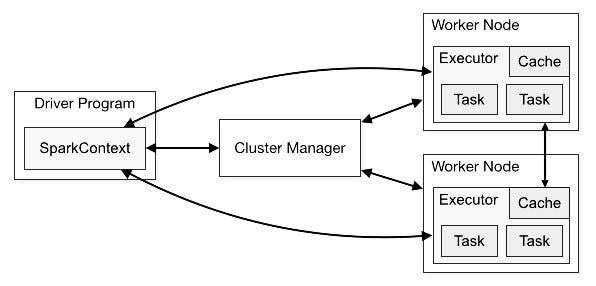 Driver Program
SparkContext
Cluster Manager
Worker Node
Executor
Cache
Task
Task
Worker Node
Executor
Cache
Task
Task